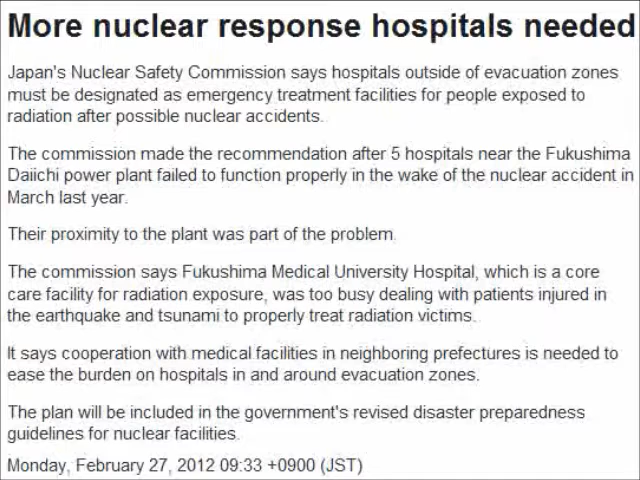 More nuclear response hospitals needed
Japan's Nuclear Safety Commission says hospitals outside of evacuation zones
must be designated as emergency treatment facilities for people exposed to
radiation after possible nuclear accidents.
The commission made the recommendation after 5 hospitals near the Fukushima
Daiichi power plant failed to function properly in the wake of the nuclear accident in
March last year.
Their proximity to the plant was part of the problem.
The commission says Fukushima Medical University Hospital, which is a core
care facility for radiation exposure, was too busy dealing with patients injured in
the earthquake and tsunami to properly treat radiation victims.
It says cooperation with medical facilities in neighboring prefectures is needed to
ease the burden on hospitals in and around evacuation zones.
The plan will be included in the government's revised disaster preparedness
guidelines for nuclear facilities.
Monday, February 27, 2012 09:33 +0900 (JST)